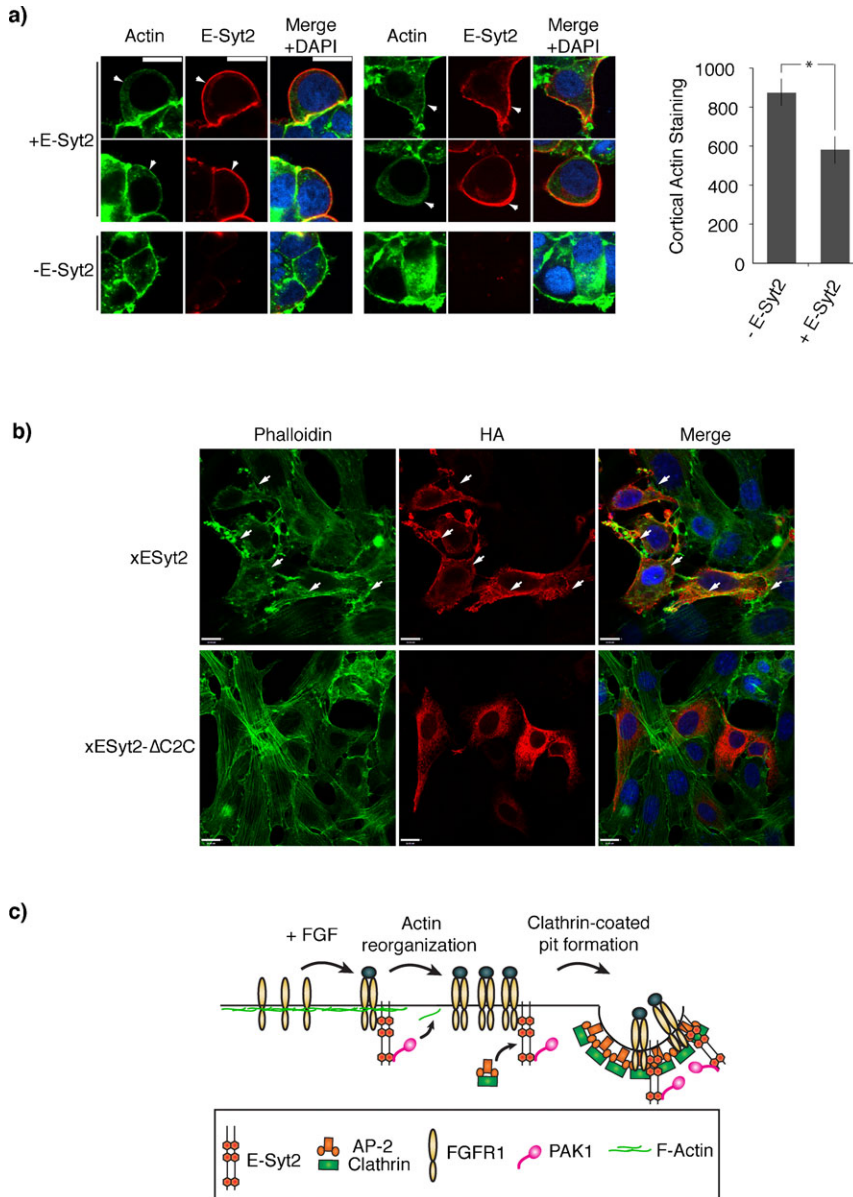 a)
Actin E-Syt2 Merge +DAPI Actin E-Syt2 Merge +DAPI
+E-Syt2
-E-Syt2
Cortical Actin Staining
1000
800
600
400
200
0
*
- E-Syt2
+ E-Syt2
b)
Phalloidin HA Merge
xESyt2
xESyt2-ΔC2C
c)
+ FGF
Actin reorganization
Clathrin-coated pit formation
E-Syt2
AP-2
Clathrin
FGFR1
PAK1
F-Actin